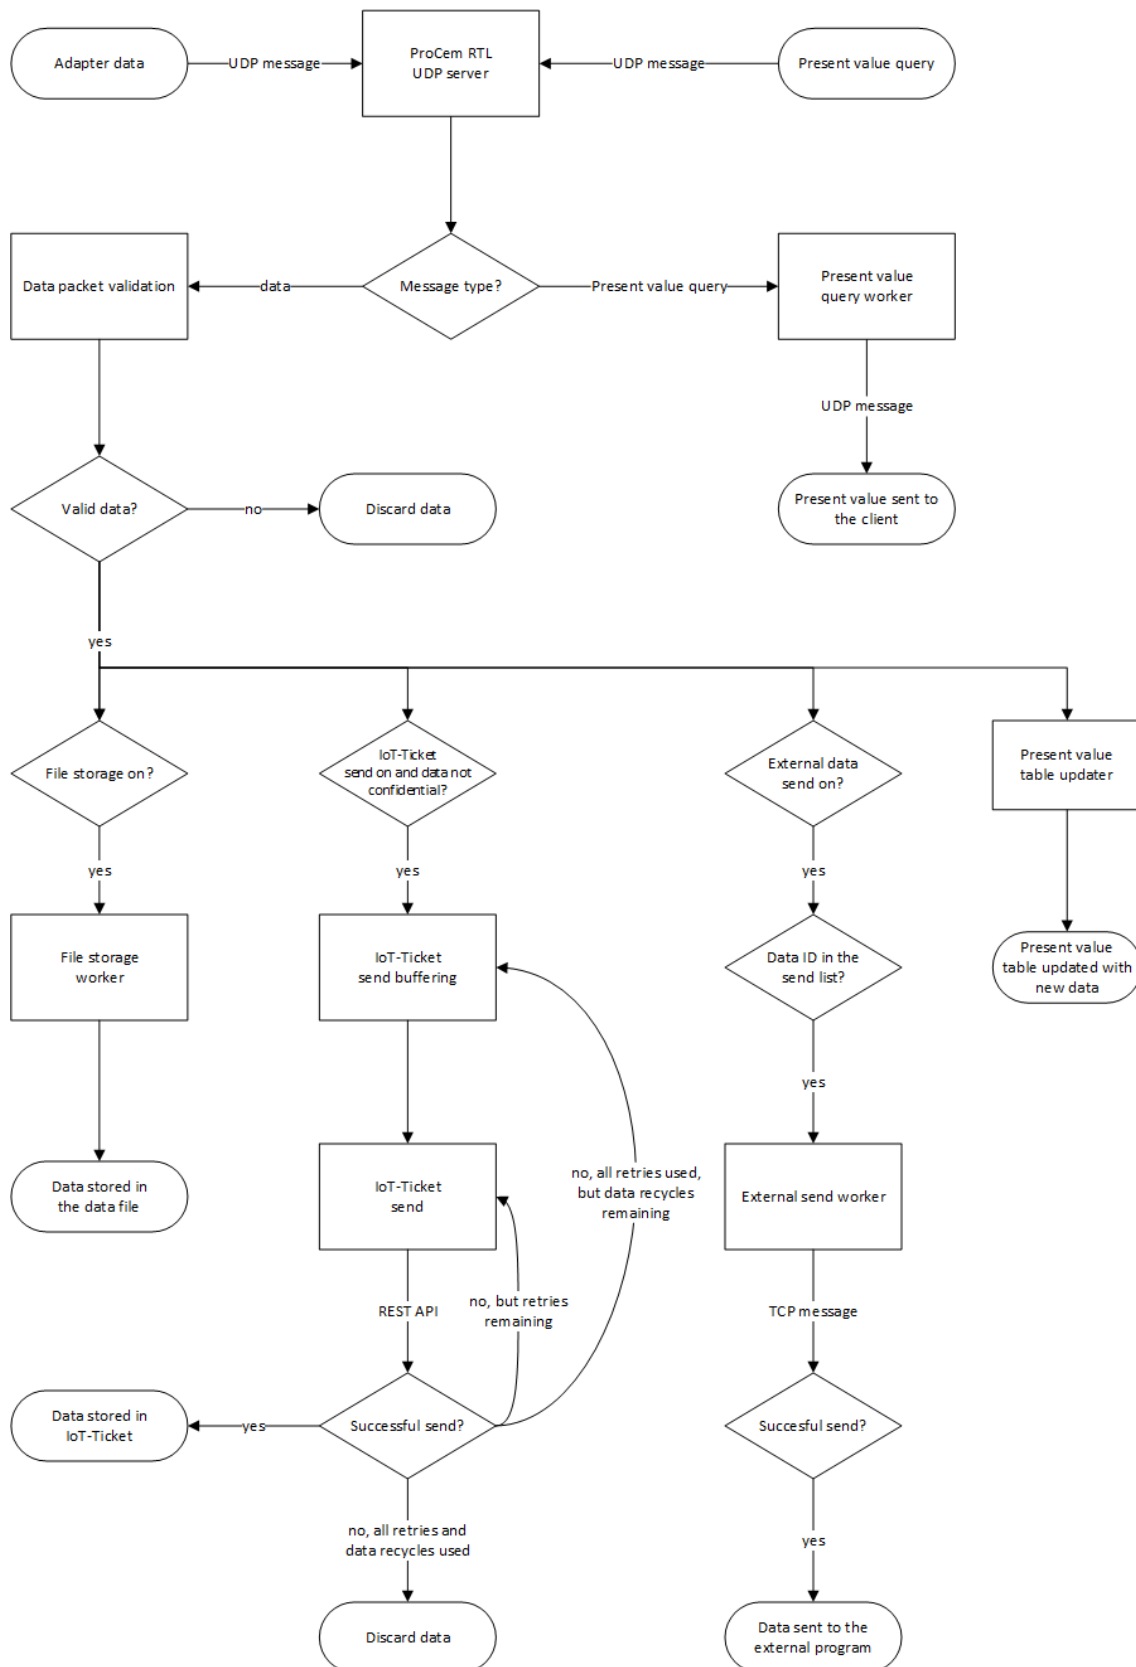 Adapter data
UDP message
ProCem RTL
UDP server
UDP message
Present value query
Data packet validation
data
Message type?
Present value query
Present value
query worker
UDP message
Valid data?
no
Discard data
Present value sent to
the client
yes
File storage on?
IoT-Ticket
send on and data not
confidential?
External data
send on?
Present value
table updater
yes
yes
yes
File storage
worker
IoT-Ticket
send buffering
Data ID in the
send list?
Present value
table updated with
new data
yes
Data stored in
the data file
IoT-Ticket
send
no, all retries used,
but data recycles
remaining
External send worker
REST API
no, but retries
remaining
TCP message
Data stored in
IoT-Ticket
yes
Successful send?
Succesful send?
no, all retries and
data recycles used
yes
Discard data
Data sent to the
external program